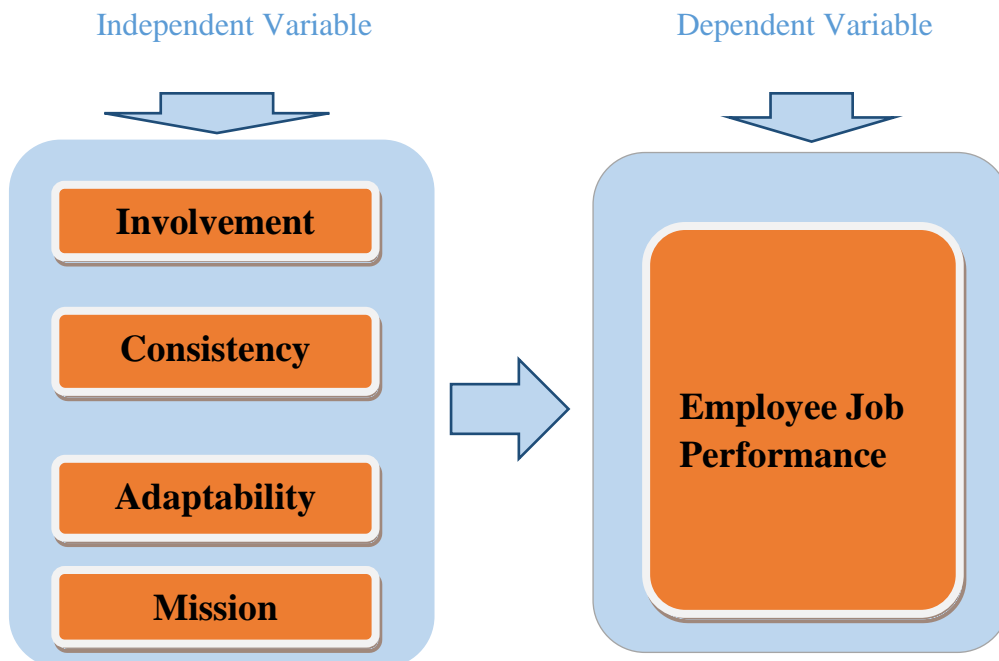 Independent Variable
Dependent Variable
Involvement
Consistency
Adaptability
Mission
Employee Job
Performance